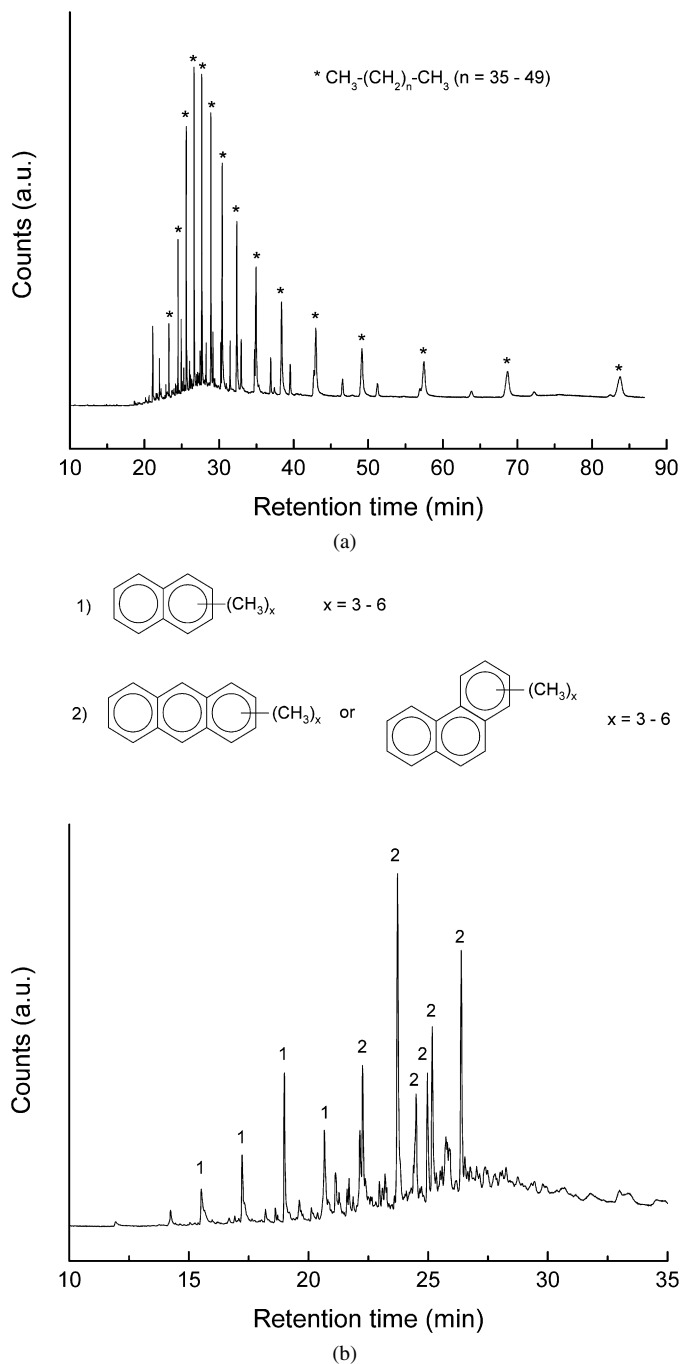 * CH₃-(CH₂)ₙ-CH₃ (n = 35 - 49)
* * * * * * * * * * * * * * *
Counts (a.u.)
10 20 30 40 50 60 70 80 90
Retention time (min)
(a)
1) (CH₃)ₓ x = 3 - 6
2) (CH₃)ₓ or (CH₃)ₓ x = 3 - 6
Counts (a.u.)
1 1 1 1 2 2 2 2 2 2
10 15 20 25 30 35
Retention time (min)
(b)